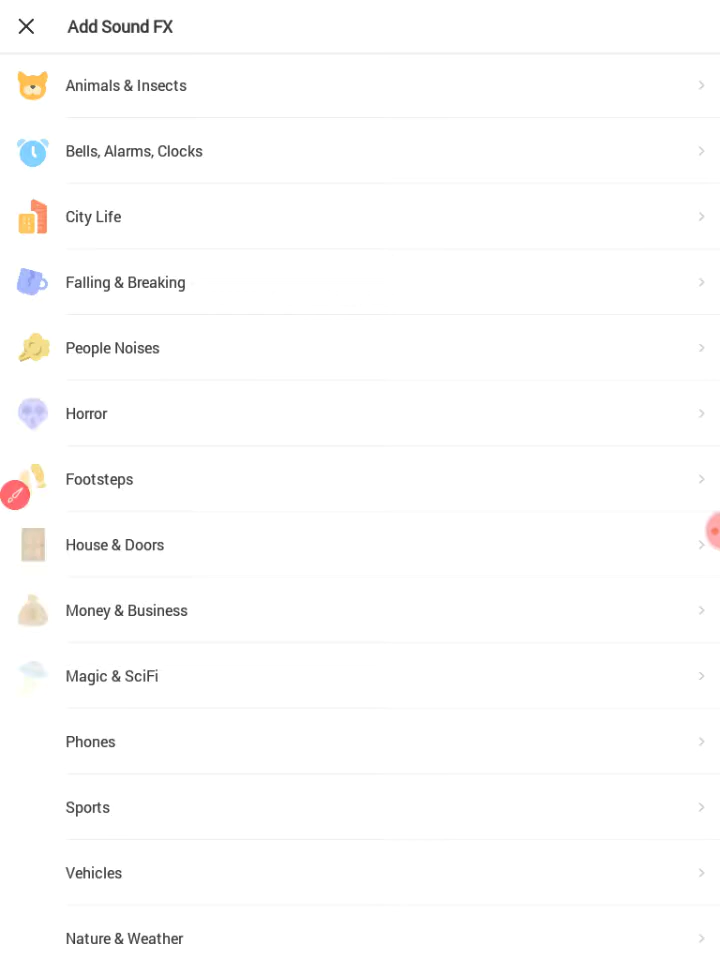 Add Sound FX
Animals & Insects
Bells, Alarms, Clocks
City Life
Falling & Breaking
People Noises
Horror
Footsteps
House & Doors
Money & Business
Magic & SciFi
Phones
Sports
Vehicles
Nature & Weather